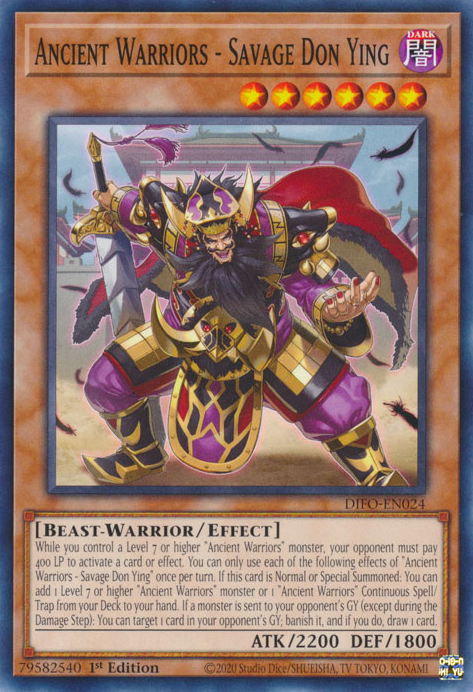 ANCIENT WARRIORS - SAVAGE DON YING
DARK
闇
DIFO-EN024
[BEAST-WARRIOR/EFFECT]
While you control a Level 7 or higher "Ancient Warriors" monster, your opponent must pay
400 LP to activate a card or effect. You can only use each of the following effects of "Ancient
Warriors - Savage Don Ying" once per turn. If this card is Normal or Special Summoned: You can
add 1 Level 7 or higher "Ancient Warriors" monster or 1 "Ancient Warriors" Continuous Spell/
Trap from your Deck to your hand. If a monster is sent to your opponent's GY (except during the
Damage Step): You can target 1 card in your opponent's GY; banish it, and if you do, draw 1 card.
ATK/2200 DEF/1800
79582540 1st Edition ©2020 Studio Dice/SHUEISHA, TV TOKYO, KONAMI